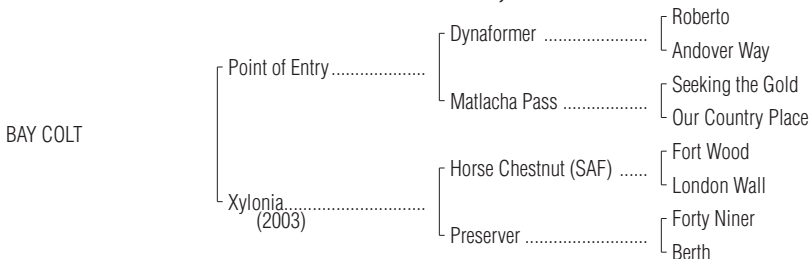 Roberto
Dynaformer ......................
Andover Way
Point of Entry....................
Seeking the Gold
Matlacha Pass ..................
Our Country Place
BAY COLT
Fort Wood
Horse Chestnut (SAF) ......
London Wall
Xylonia..............................
(2003)
Forty Niner
Preserver ..........................
Berth